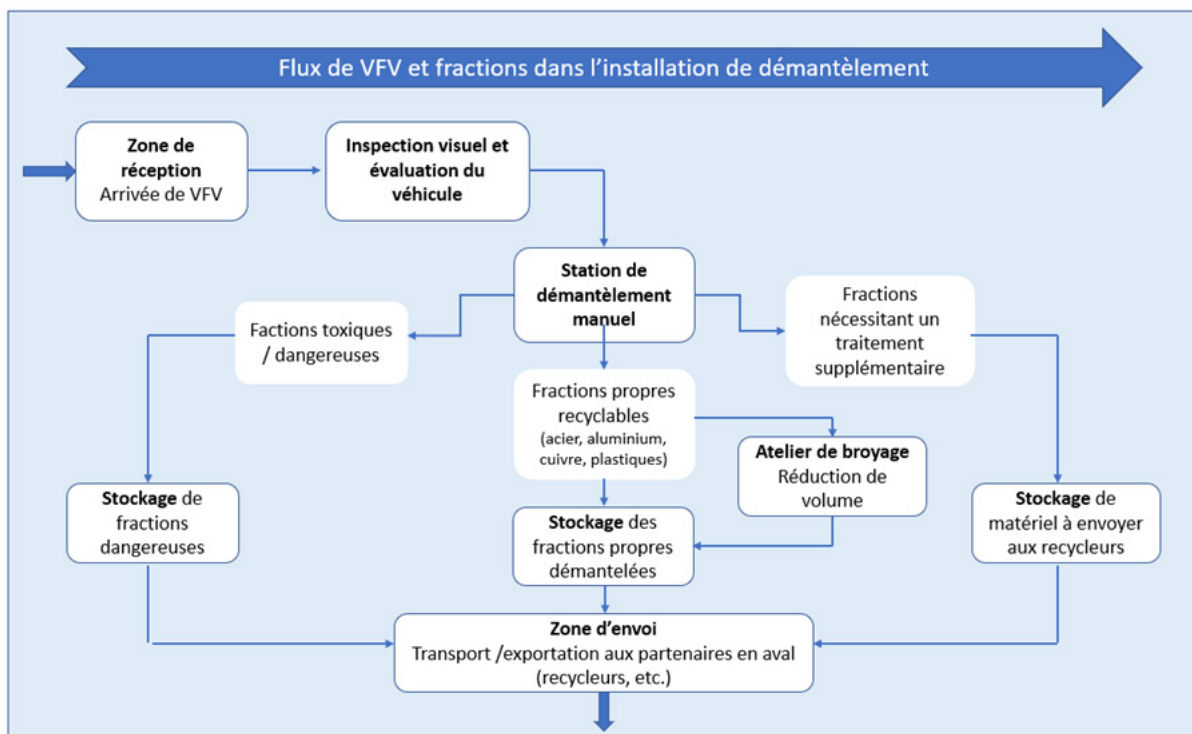 Flux de VFV et fractions dans l’installation de démantèlement
Zone de
réception
Arrivée de VFV
Inspection visuel et
évaluation du
véhicule
Station de
démantèlement
manuel
Factions toxiques
/ dangereuses
Fractions
nécessitant un
traitement
supplémentaire
Fractions propres
recyclables
(acier, aluminium,
cuivre, plastiques)
Atelier de broyage
Réduction de
volume
Stockage de
fractions
dangereuses
Stockage des
fractions propres
démantelées
Stockage de
matériel à envoyer
aux recycleurs
Zone d’envoi
Transport /exportation aux partenaires en aval
(recycleurs, etc.)